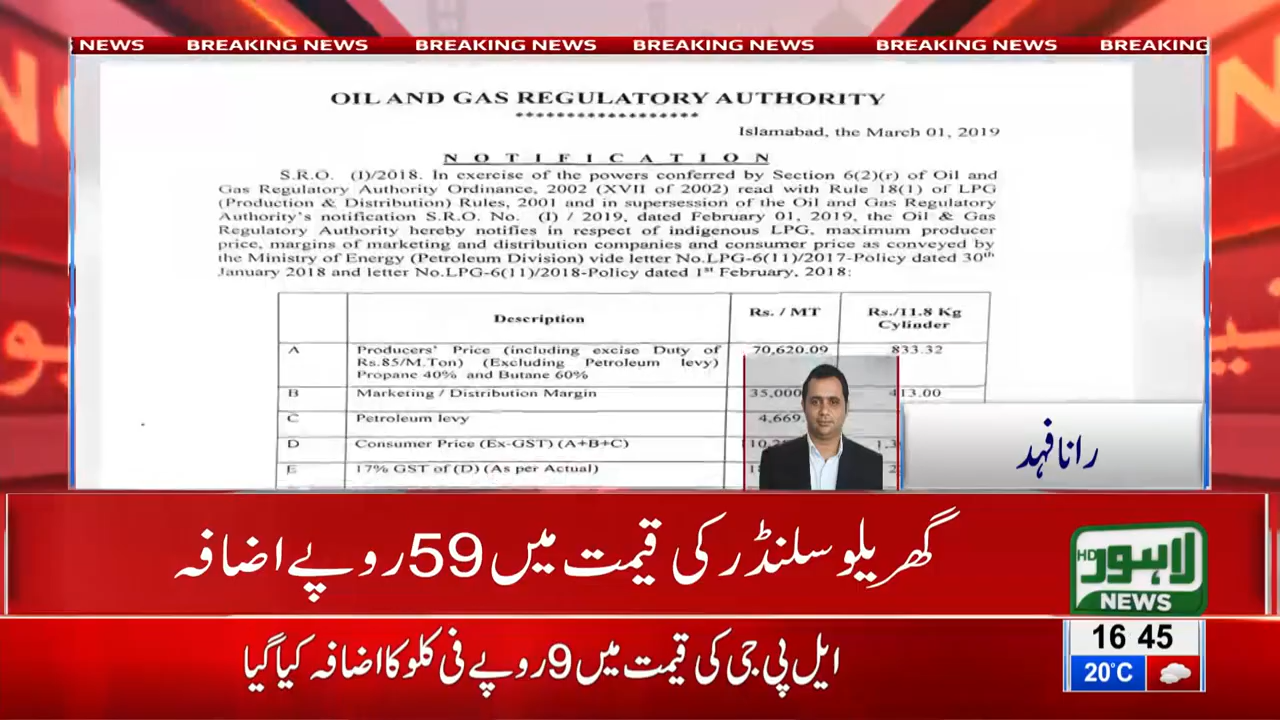 NEWS BREAKING NEWS BREAKING NEWS BREAKING NEWS BREAKING NEWS BREAKING
OIL AND GAS REGULATORY AUTHORITY
******************
Islamabad, the March 01, 2019
NOTIFICATION
S.R.O. (I)/2018. In exercise of the powers conferred by Section 6(2)(r) of Oil and
Gas Regulatory Authority Ordinance, 2002 (XVII of 2002) read with Rule 18(1) of LPG
(Production & Distribution) Rules, 2001 and in supersession of the Oil and Gas Regulatory
Authority's notification S.R.O. No. (I) / 2019, dated February 01, 2019, the Oil & Gas
Regulatory Authority hereby notifies in respect of indigenous LPG, maximum producer
price, margins of marketing and distribution companies and consumer price as conveyed by
the Ministry of Energy (Petroleum Division) vide letter No.LPG-6(11)/2017-Policy dated 30th
January 2018 and letter No.LPG-6(11)/2018-Policy dated 1st February, 2018:
Description Rs. / MT Rs./11.8 Kg
Cylinder
A Producers' Price (including excise Duty of 70,620.09 833.32
Rs.85/M.Ton) (Excluding Petroleum levy)
Propane 40% and Butane 60%
B Marketing / Distribution Margin 35,000 413.00
C Petroleum levy 4,669
D Consumer Price (Ex-GST) (A+B+C)
E 17% GST of (D) (As per Actual)
رانا فہد
گھریلو سلنڈر کی قیمت میں 59 روپے اضافہ
HD لاہور
NEWS
ایل پی جی کی قیمت میں 9 روپے فی کلو کا اضافہ کیا گیا
16 45
20°C